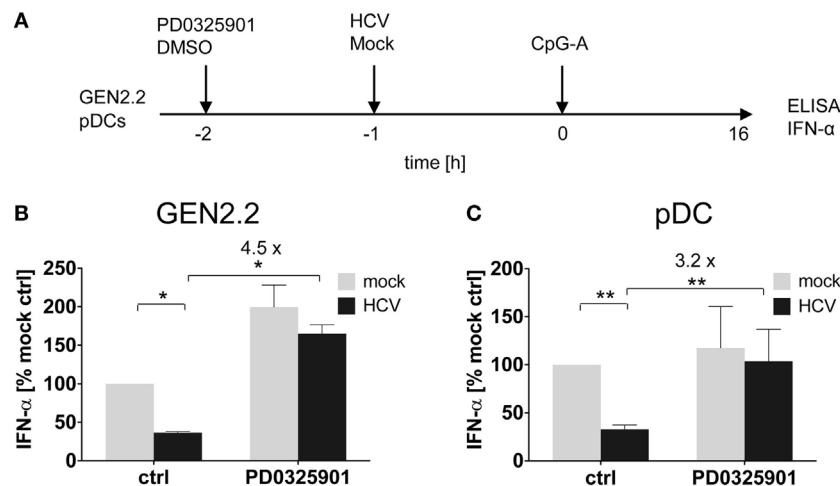 A
PD0325901
DMSO
HCV
Mock
CpG-A
GEN2.2
pDCs
ELISA
IFN-α
-2
-1
0
16
time [h]
B
GEN2.2
4.5 x
*
*
mock
HCV
IFN-α [% mock ctrl]
250
200
150
100
50
0
ctrl
PD0325901
C
pDC
3.2 x
**
**
mock
HCV
IFN-α [% mock ctrl]
200
150
100
50
0
ctrl
PD0325901